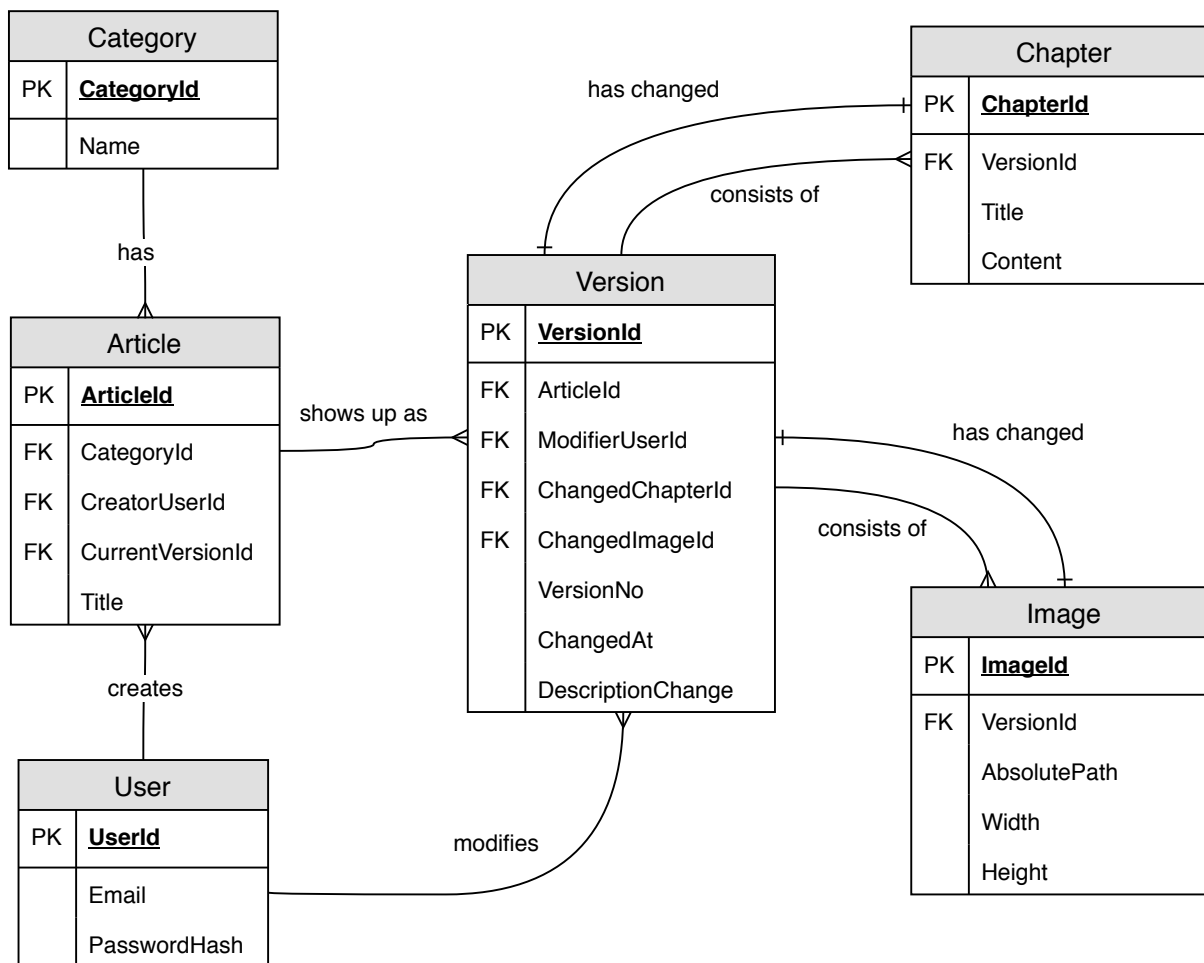 Category
PK CategoryId
Name
has
Article
PK ArticleId
FK CategoryId
FK CreatorUserId
FK CurrentVersionId
Title
creates
User
PK UserId
Email
PasswordHash
shows up as
modifies
Version
PK VersionId
FK ArticleId
FK ModifierUserId
FK ChangedChapterId
FK ChangedImageId
VersionNo
ChangedAt
DescriptionChange
has changed
consists of
Chapter
PK ChapterId
FK VersionId
Title
Content
has changed
consists of
Image
PK ImageId
FK VersionId
AbsolutePath
Width
Height